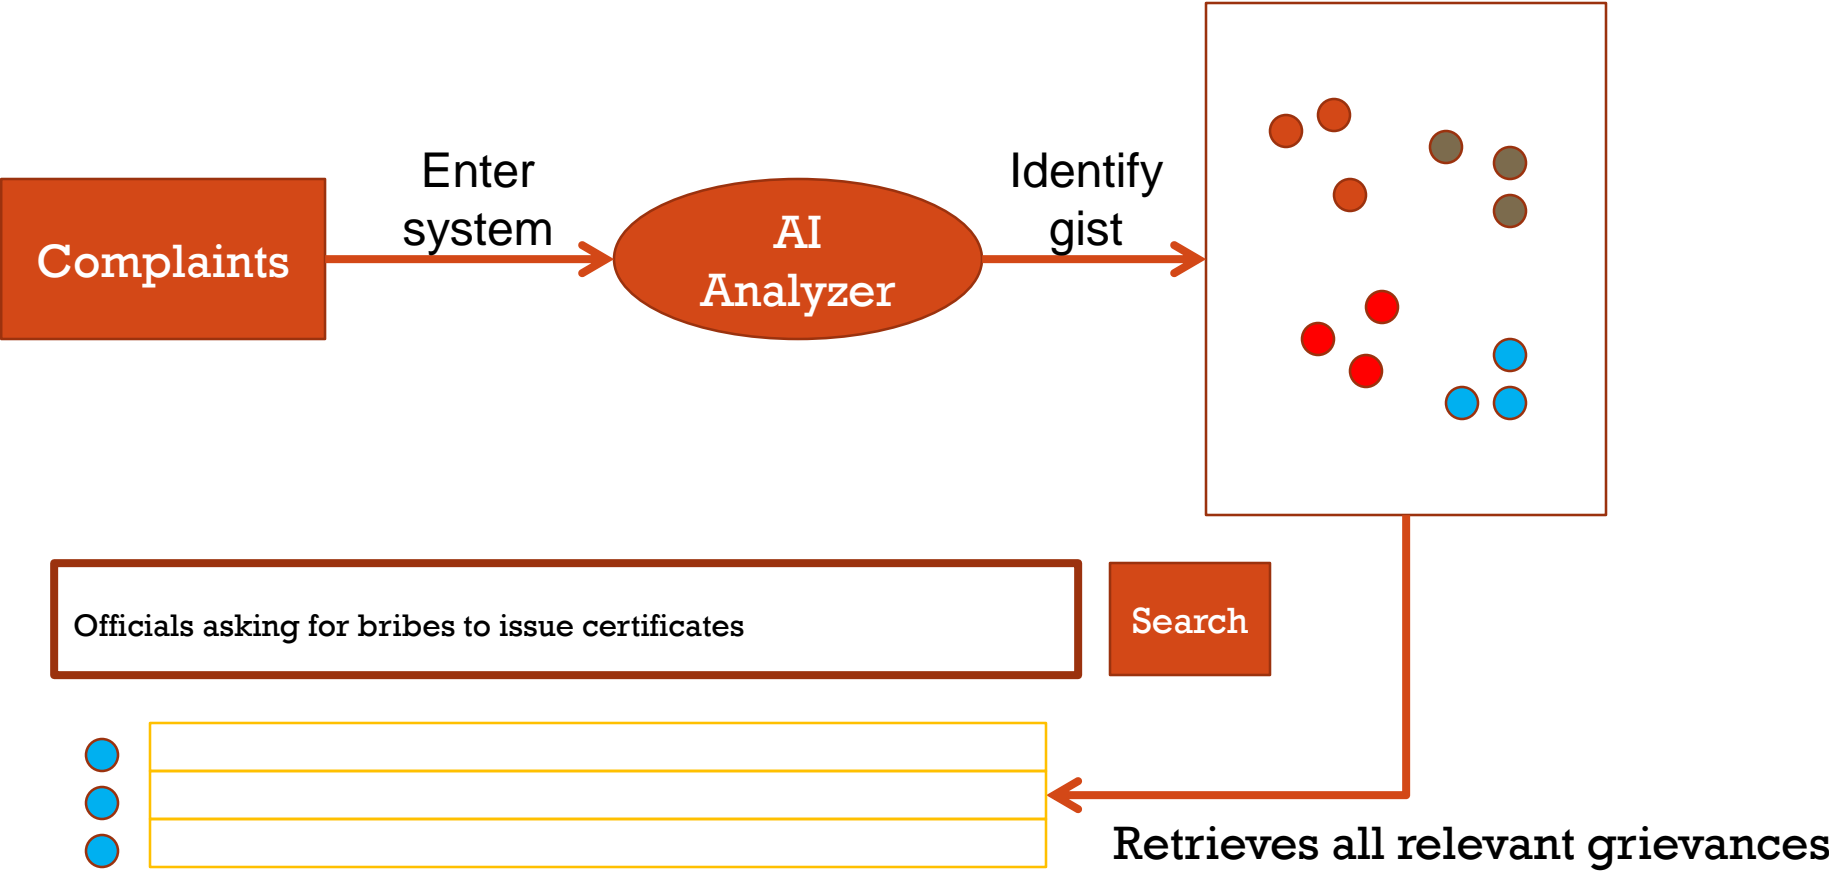 Complaints
Enter
system
AI
Analyzer
Identify
gist
Officials asking for bribes to issue certificates
Search
Retrieves all relevant grievances